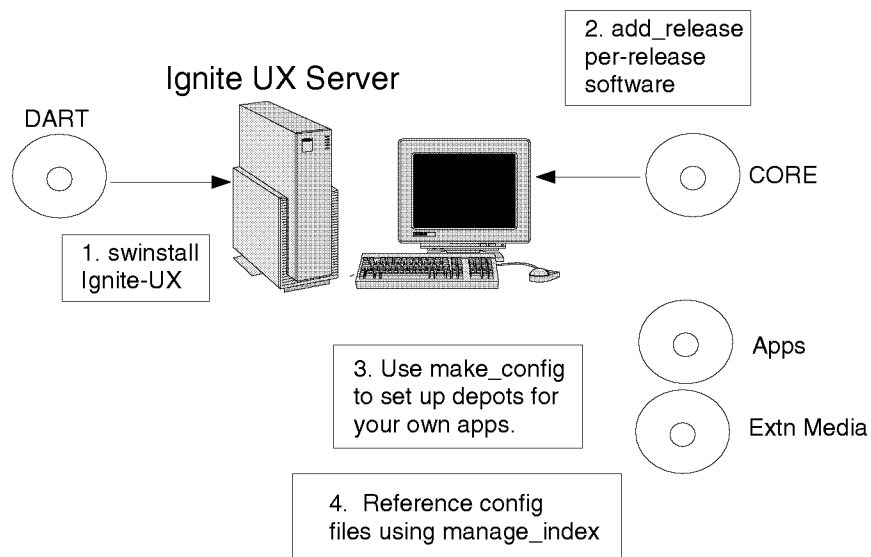 2. add_release
per-release
software
Ignite UX Server
DART
CORE
1. swinstall
Ignite-UX
3. Use make_config
to set up depots for
your own apps.
Apps
Extn Media
4. Reference config
files using manage_index